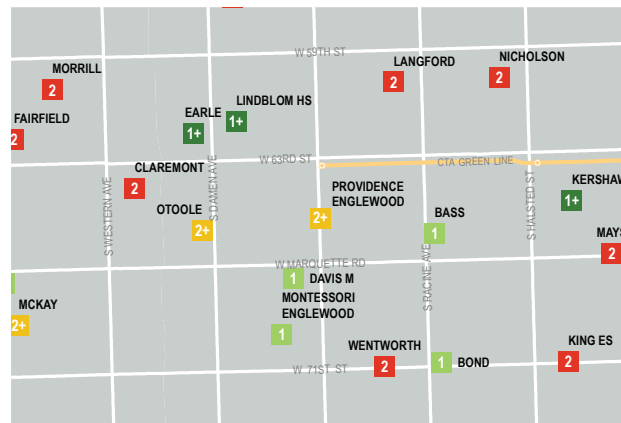 W 59TH ST
MORRILL
2
LANGFORD
2
NICHOLSON
2
FAIRFIELD
2
EARLE
1+
LINDBLOM HS
1+
W 63RD ST
CTA GREEN LINE
CLAREMONT
2
S WESTERN AVE
S DAMEN AVE
OTOOLE
2+
PROVIDENCE
ENGLEWOOD
2+
BASS
1
S RACINE AVE
S HALSTED ST
KERSHAW
1+
MAYS
2
W MARQUETTE RD
1
DAVIS M
MONTESSORI
ENGLEWOOD
1
MCKAY
2+
WENTWORTH
2
1
BOND
KING ES
2
W 71ST ST